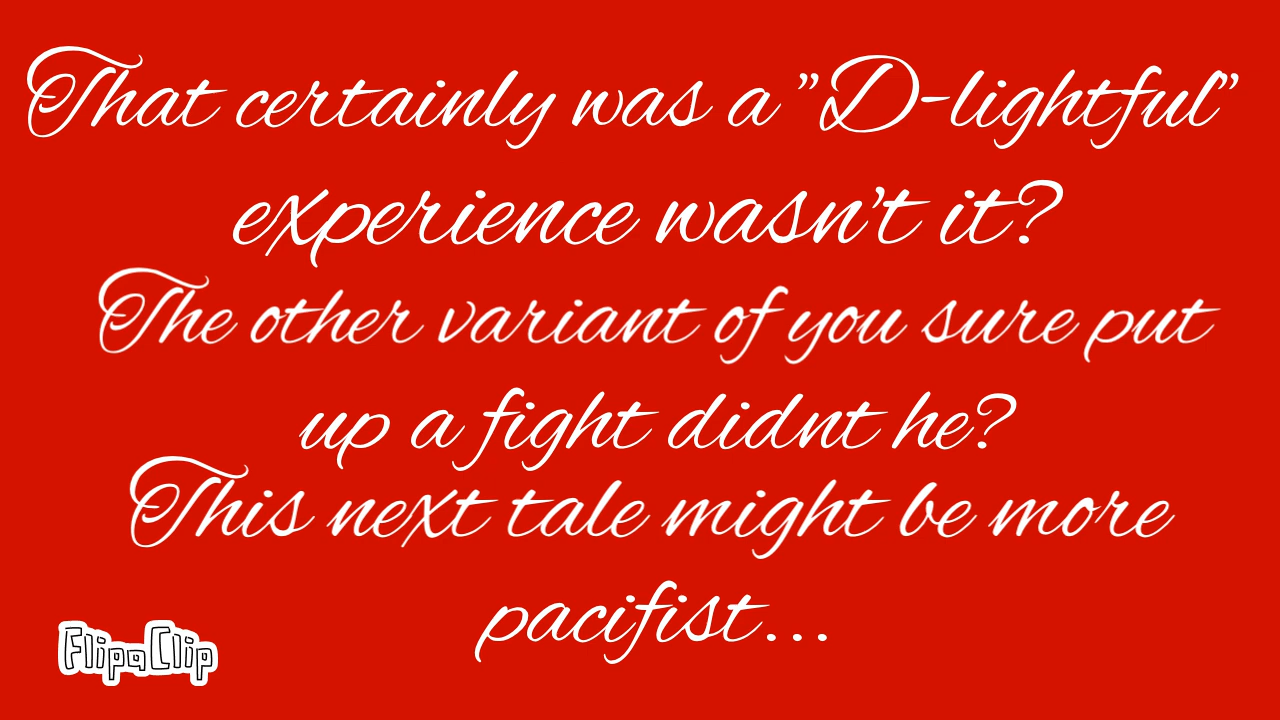 That certainly was a "D-lightful"
experience wasn't it?
The other variant of you sure put
up a fight didnt he?
This next tale might be more
pacifist...
FlipaClip